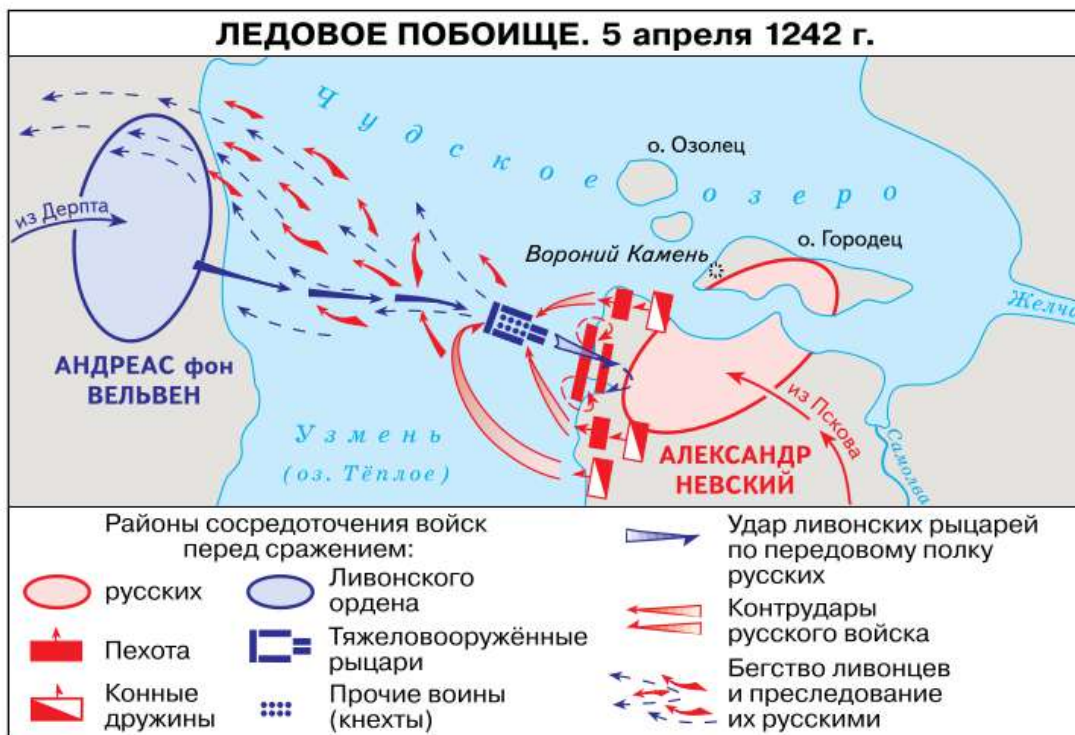 ЛЕДОВОЕ ПОБОИЩЕ. 5 апреля 1242 г.
Чудское озеро
о. Озолец
о. Городец
Вороний Камень
Желча
из Дерпта
АНДРЕАС фон
ВЕЛЬВЕН
Узмень
(оз. Тёплое)
из Пскова
АЛЕКСАНДР
НЕВСКИЙ
Самолва
Районы сосредоточения войск
перед сражением:
русских
Ливонского
ордена
Пехота
Тяжеловооружённые
рыцари
Конные
дружины
Прочие воины
(кнехты)
Удар ливонских рыцарей
по передовому полку
русских
Контрудары
русского войска
Бегство ливонцев
и преследование
их русскими